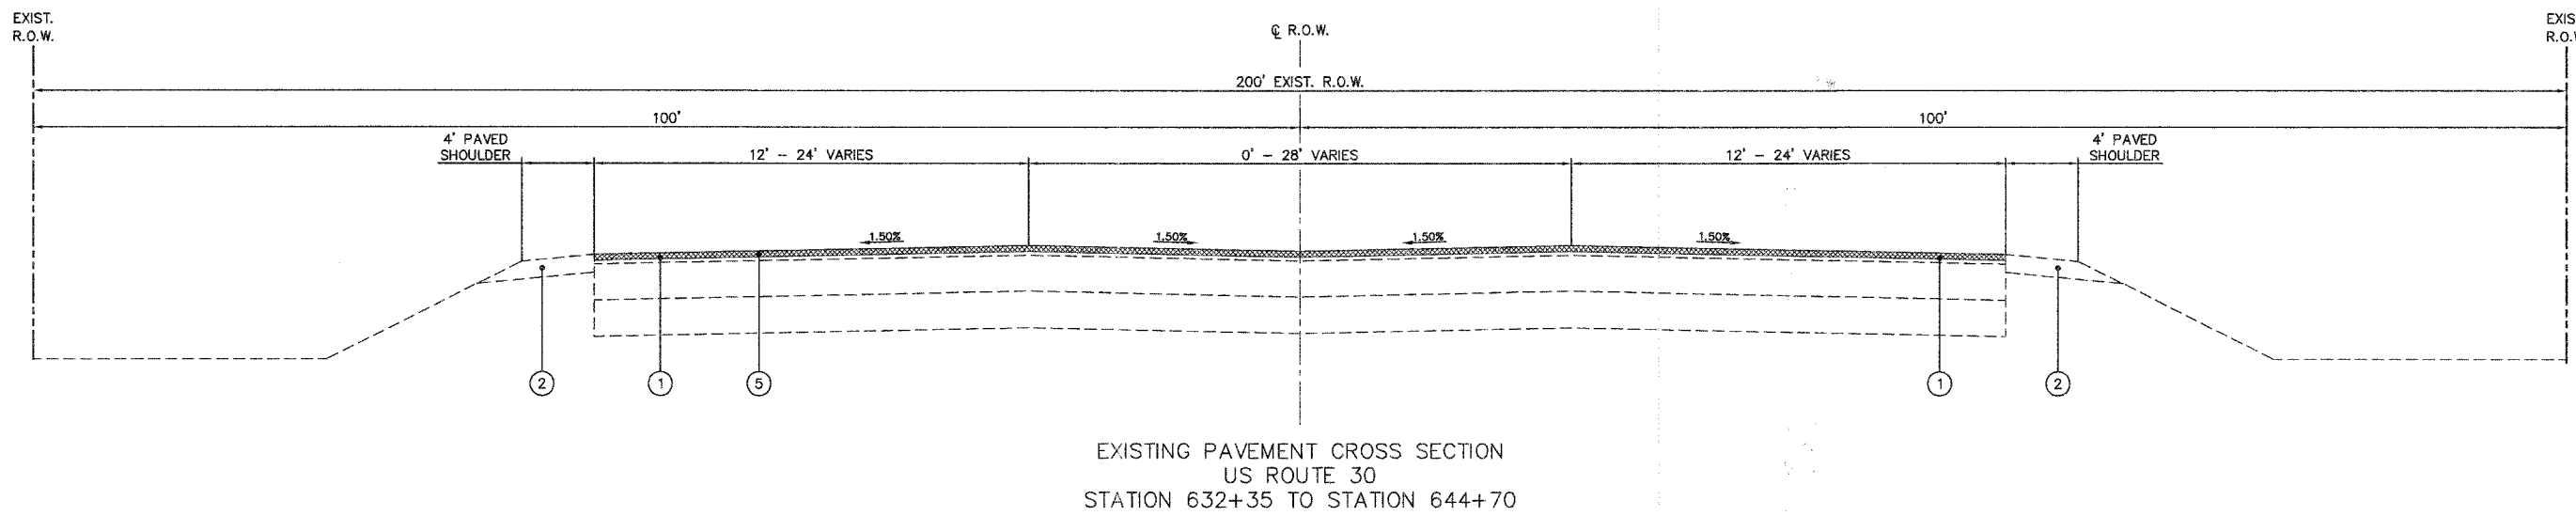 EXIST.
R.O.W.
℄ R.O.W.
EXIS
R.O.W
200' EXIST. R.O.W.
100'
100'
4' PAVED
SHOULDER
12' - 24' VARIES
0' - 28' VARIES
12' - 24' VARIES
4' PAVED
SHOULDER
1.50%
1.50%
1.50%
1.50%
2
1
5
1
2
EXISTING PAVEMENT CROSS SECTION
US ROUTE 30
STATION 632+35 TO STATION 644+70